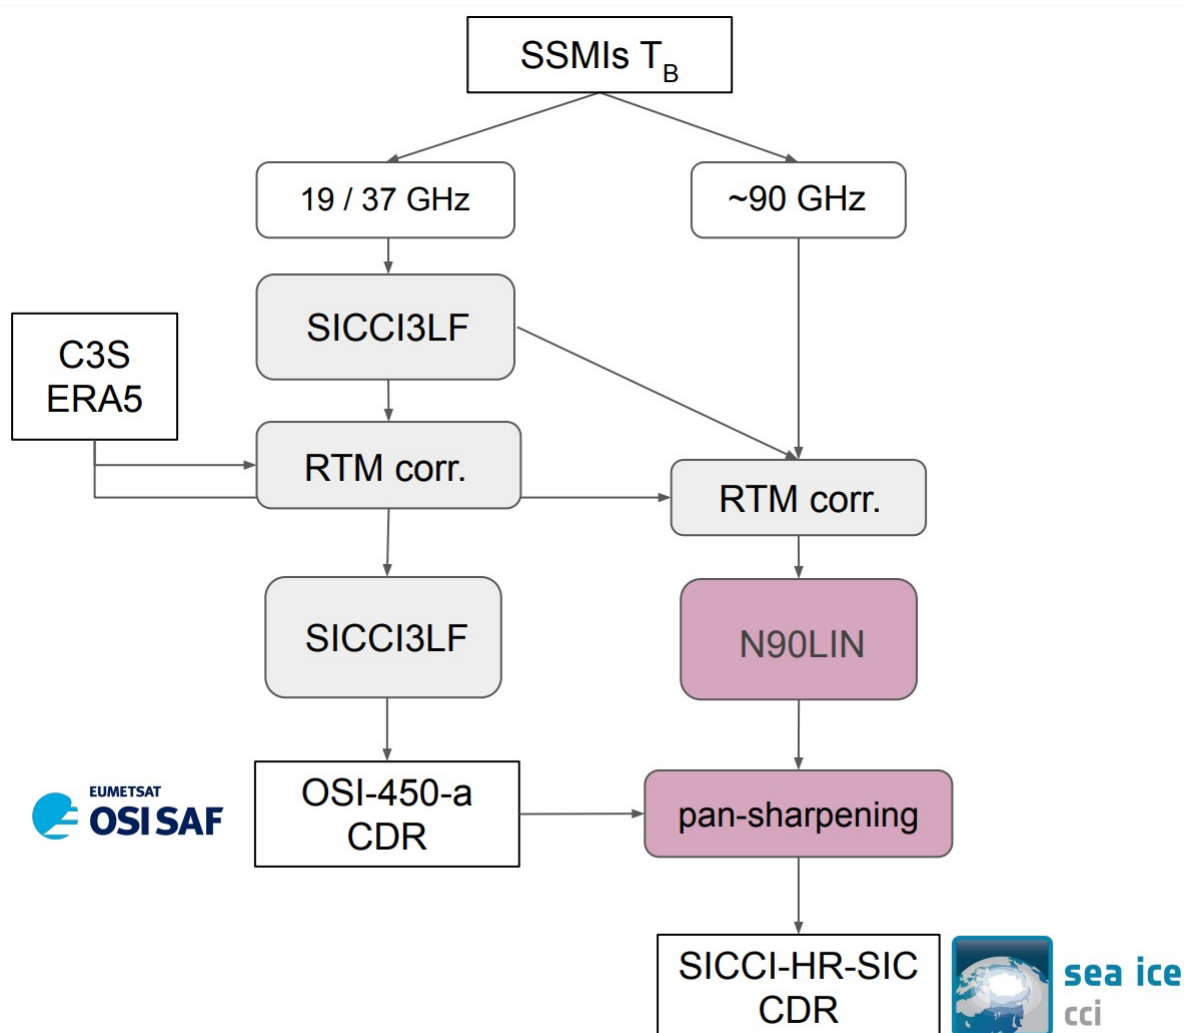 SSMIs TB
19 / 37 GHz
~90 GHz
SICCI3LF
C3S
ERA5
RTM corr.
RTM corr.
SICCI3LF
N90LIN
EUMETSAT
OSI SAF
OSI-450-a
CDR
pan-sharpening
SICCI-HR-SIC
CDR
sea ice
cci